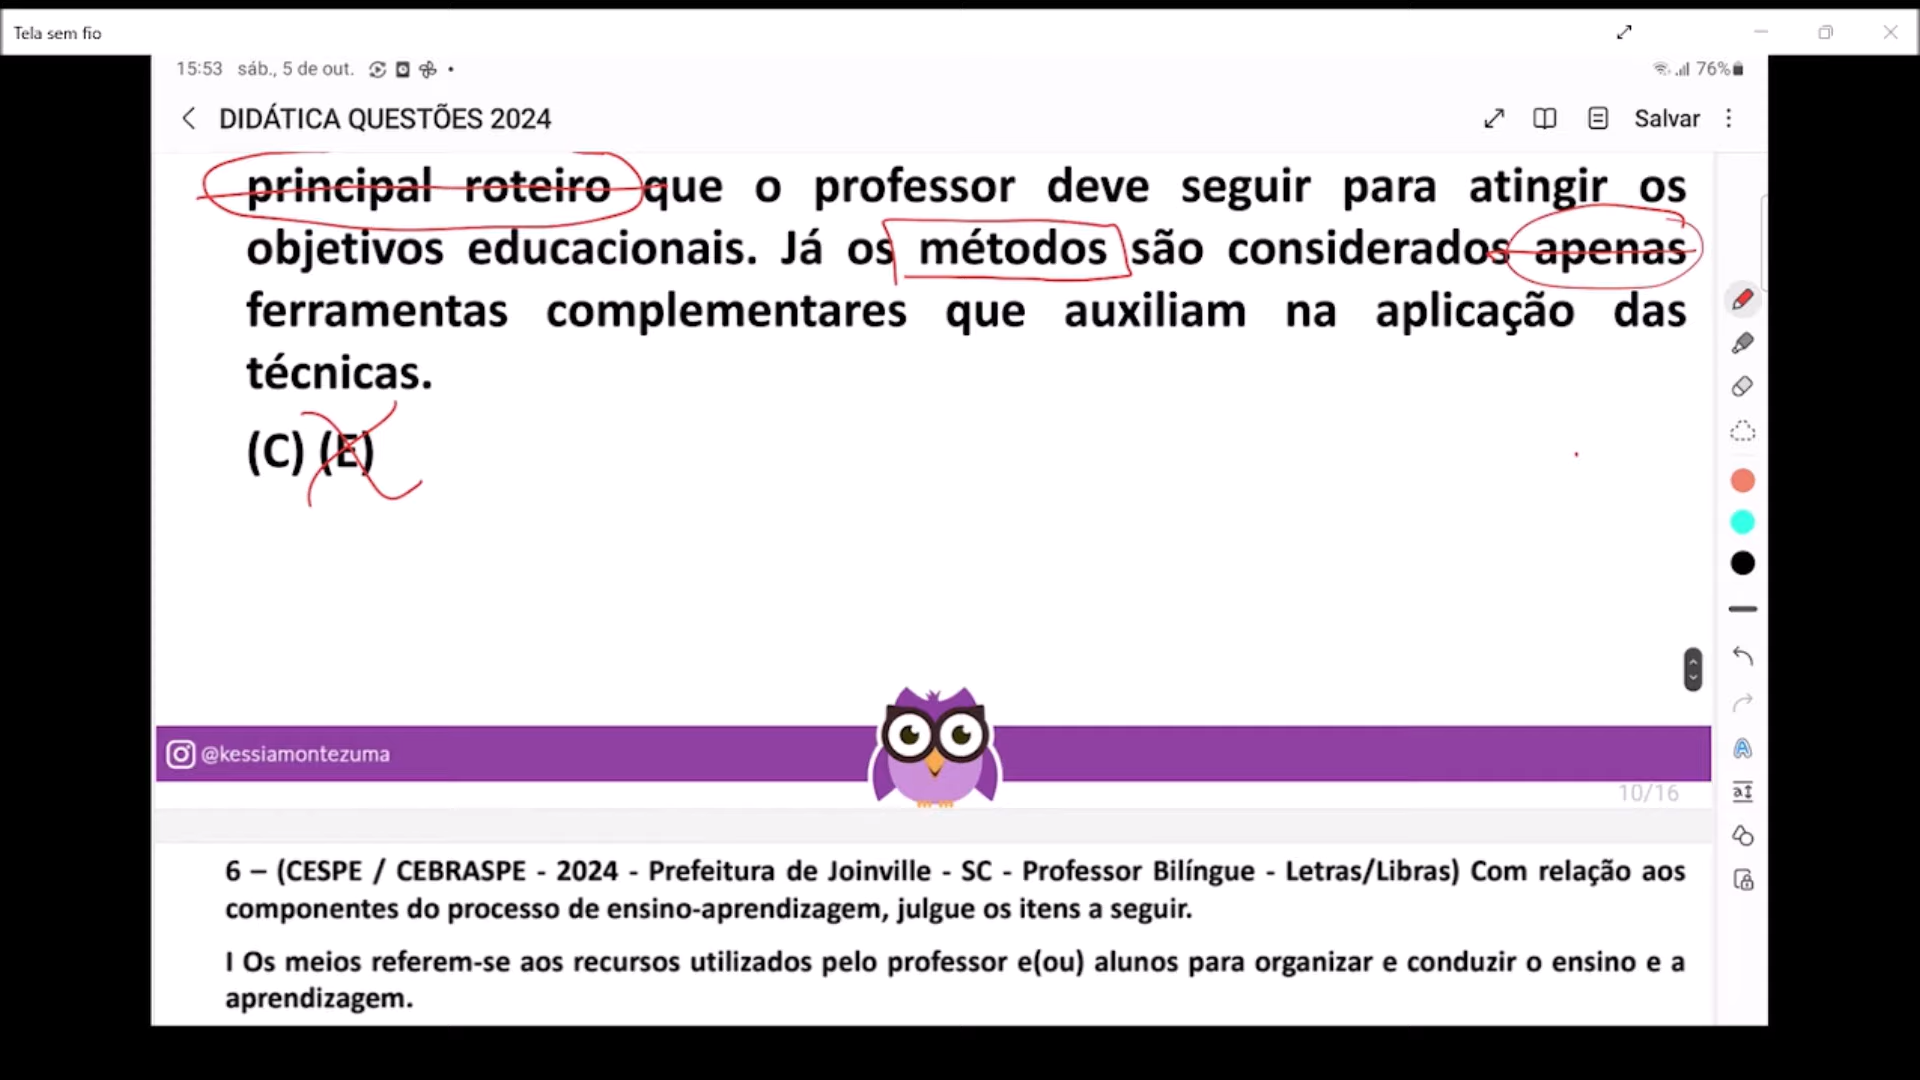 Tela sem fio
15:53 sáb., 5 de out. 76%
DIDÁTICA QUESTÕES 2024 Salvar
principal roteiro que o professor deve seguir para atingir os
objetivos educacionais. Já os métodos são considerados apenas
ferramentas complementares que auxiliam na aplicação das
técnicas.
(C) (E)
@kessiamontezuma
10/16
6 – (CESPE / CEBRASPE - 2024 - Prefeitura de Joinville - SC - Professor Bilíngue - Letras/Libras) Com relação aos
componentes do processo de ensino-aprendizagem, julgue os itens a seguir.
I Os meios referem-se aos recursos utilizados pelo professor e(ou) alunos para organizar e conduzir o ensino e a
aprendizagem.